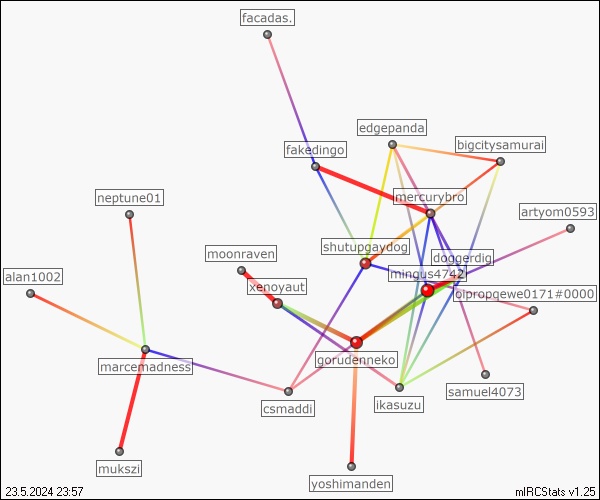 facadas.
edgepanda
bigcitysamurai
fakedingo
neptune01
mercurybro
artyom0593
shutupgaydog
moonraven
doggerdig
mingus4742
alan1002
xenoyaut
olpropqewe0171#0000
marcemadness
gorudenneko
samuel4073
csmaddi
ikasuzu
mukszi
yoshimanden
23.5.2024 23:57
mIRCStats v1.25